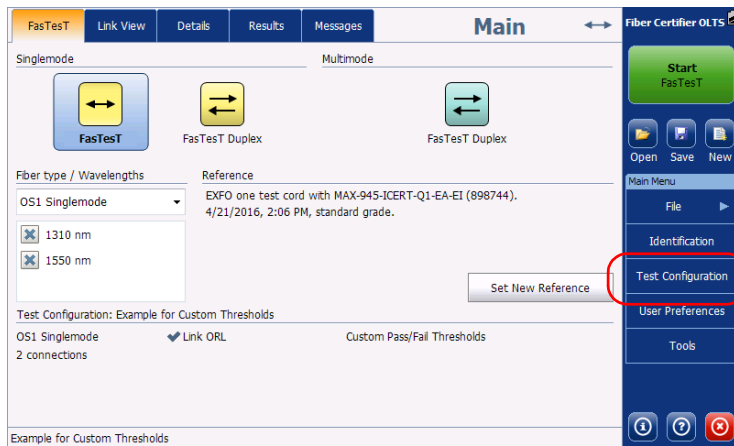 FasTesT Link View Details Results Messages Main Fiber Certifier OLTS
Singlemode Multimode
Start
FasTesT
FasTesT FasTesT Duplex FasTesT Duplex
Open Save New
Fiber type / Wavelengths Reference
Main Menu
OS1 Singlemode
EXFO one test cord with MAX-945-ICERT-Q1-EA-EI (898744).
4/21/2016, 2:06 PM, standard grade.
File
1310 nm
1550 nm
Identification
Set New Reference
Test Configuration
Test Configuration: Example for Custom Thresholds
User Preferences
OS1 Singlemode Link ORL Custom Pass/Fail Thresholds
2 connections
Tools
Example for Custom Thresholds